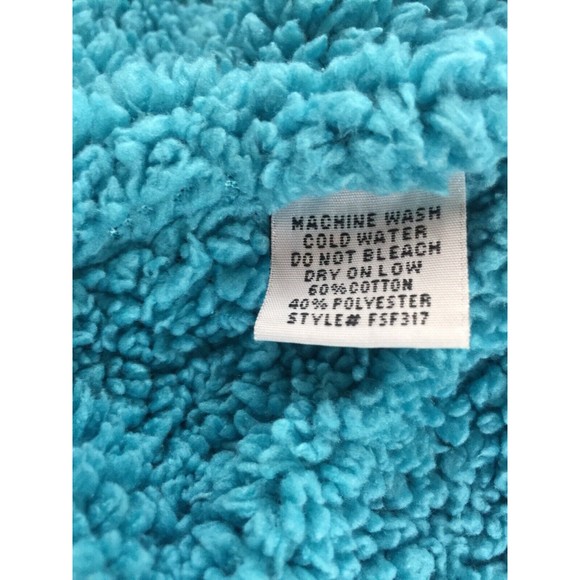 MACHINE WASH
COLD WATER
DO NOT BLEACH
DRY ON LOW
60% COTTON
40% POLYESTER
STYLE# FSF317